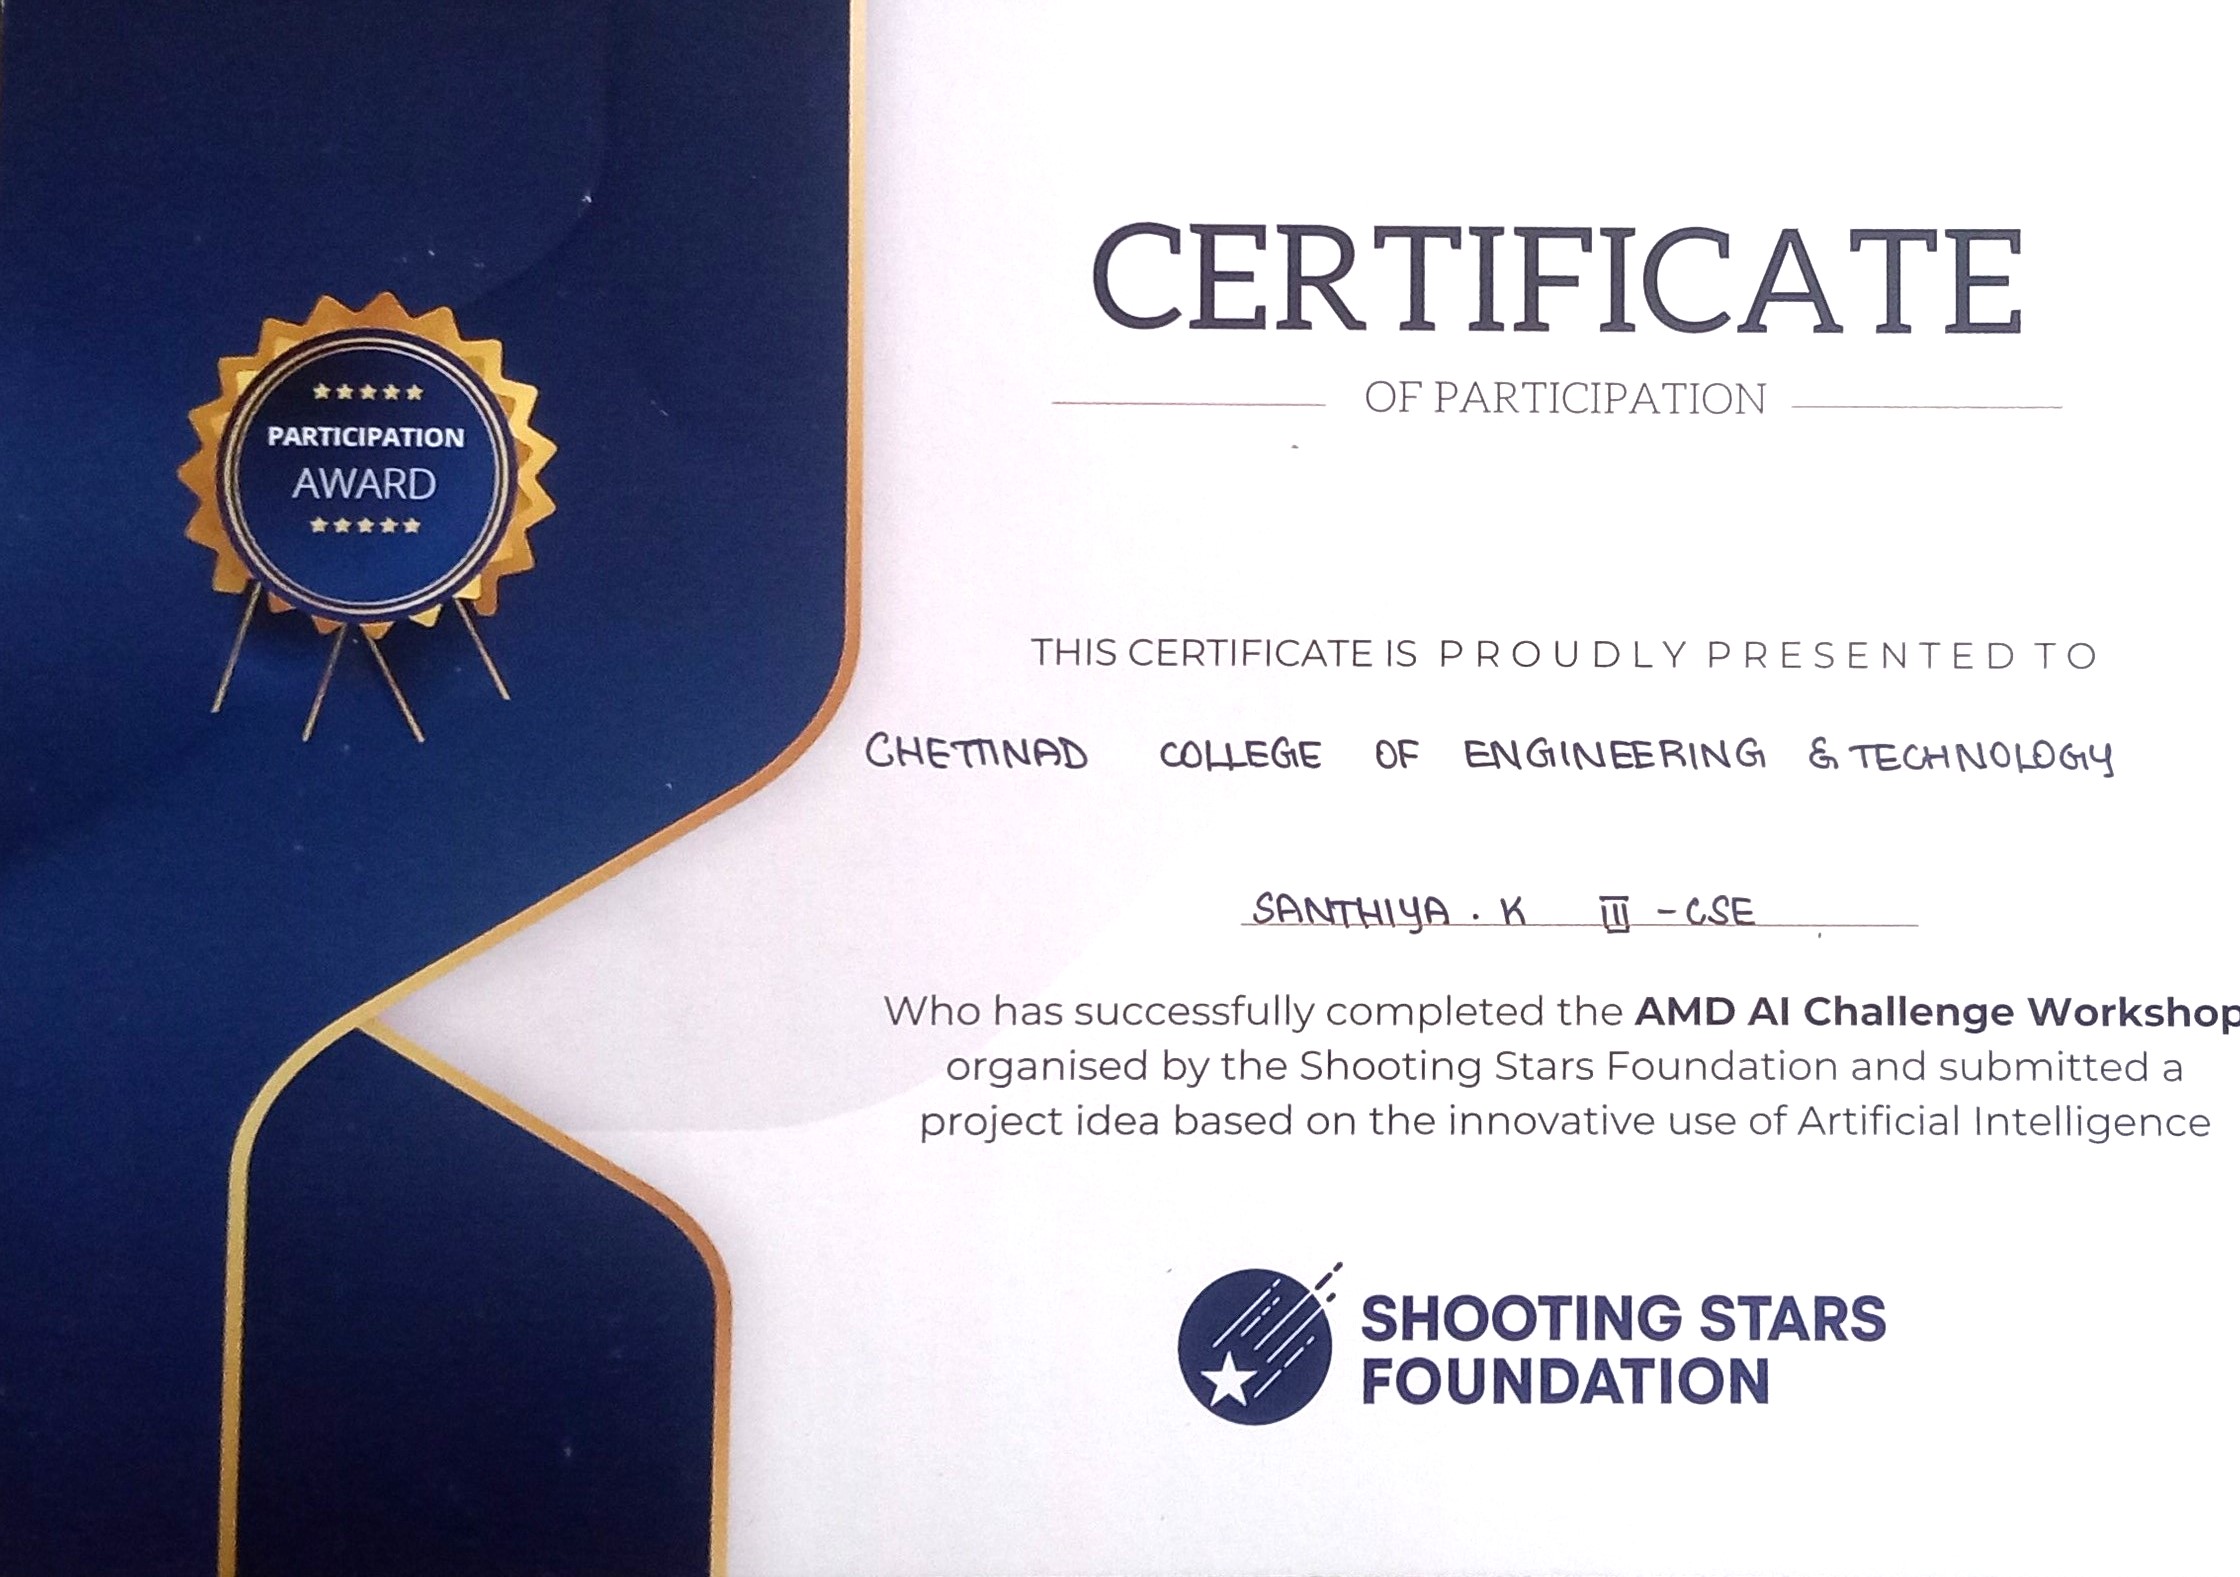 ★★★★★
PARTICIPATION
AWARD
★★★★★
CERTIFICATE
OF PARTICIPATION
THIS CERTIFICATE IS PROUDLY PRESENTED TO
CHETTINAD COLLEGE OF ENGINEERING & TECHNOLOGY
SANTHIYA . K III - CSE
Who has successfully completed the AMD AI Challenge Workshop
organised by the Shooting Stars Foundation and submitted a
project idea based on the innovative use of Artificial Intelligence
SHOOTING STARS
FOUNDATION